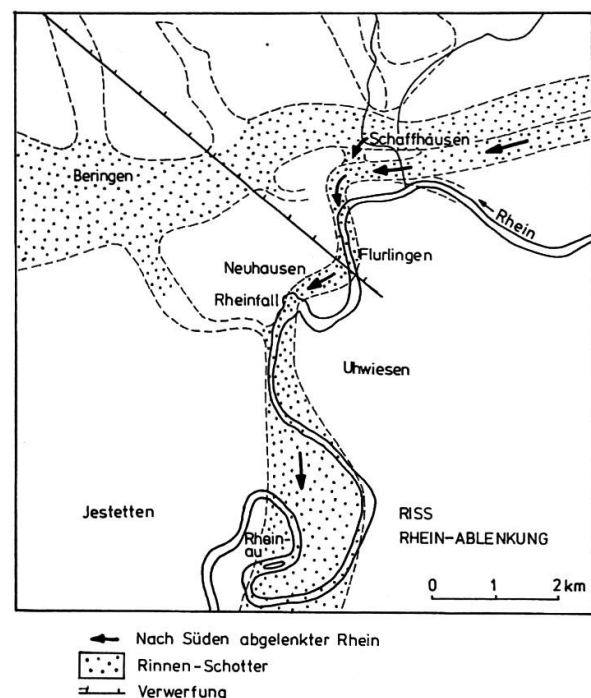 Schaffhausen
Beringen
Rhein
Flurlingen
Neuhausen
Rheinfall
Uhwiesen
Jestetten
Rhein-
au
RISS
RHEIN-ABLENKUNG
0 1 2 km
Nach Süden abgelenkter Rhein
Rinnen-Schotter
Verwerfung